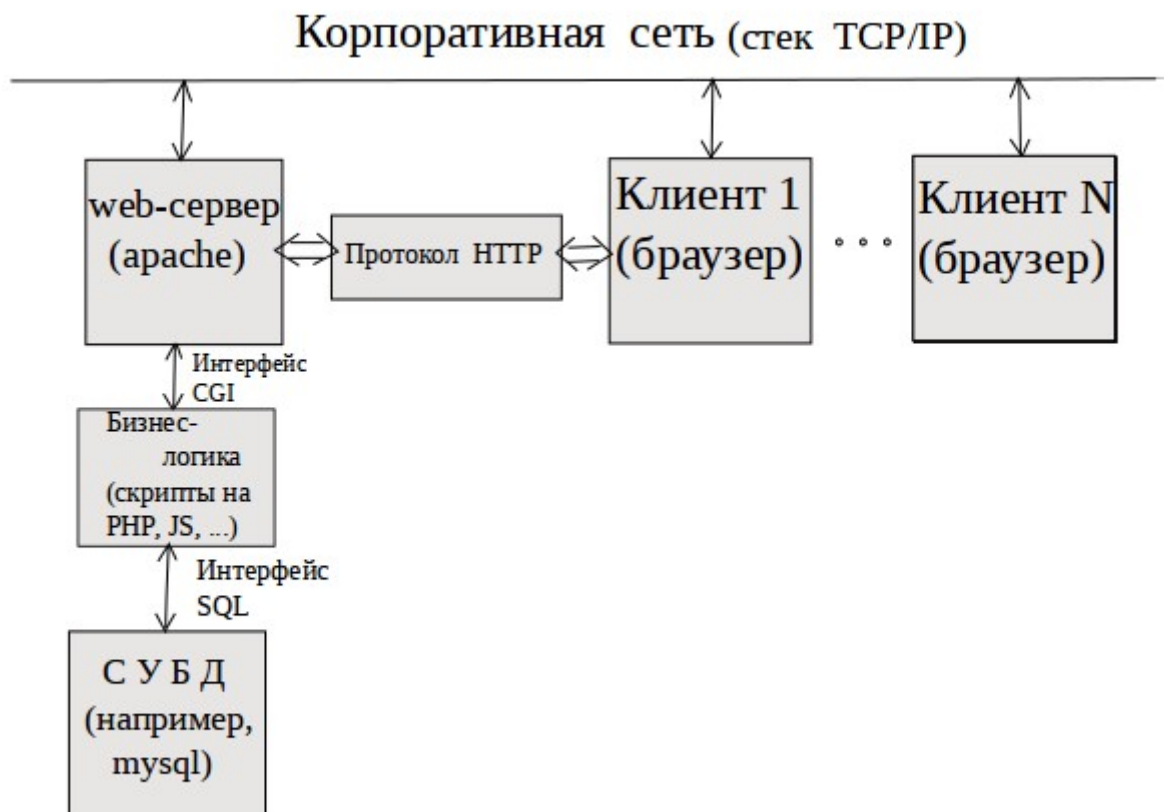 Корпоративная сеть (стек TCP/IP)
web-сервер
(apache)
Протокол HTTP
Клиент 1
(браузер)
Клиент N
(браузер)
Интерфейс
CGI
Бизнес-
логика
(скрипты на
PHP, JS, ...)
Интерфейс
SQL
С У Б Д
(например,
mysql)